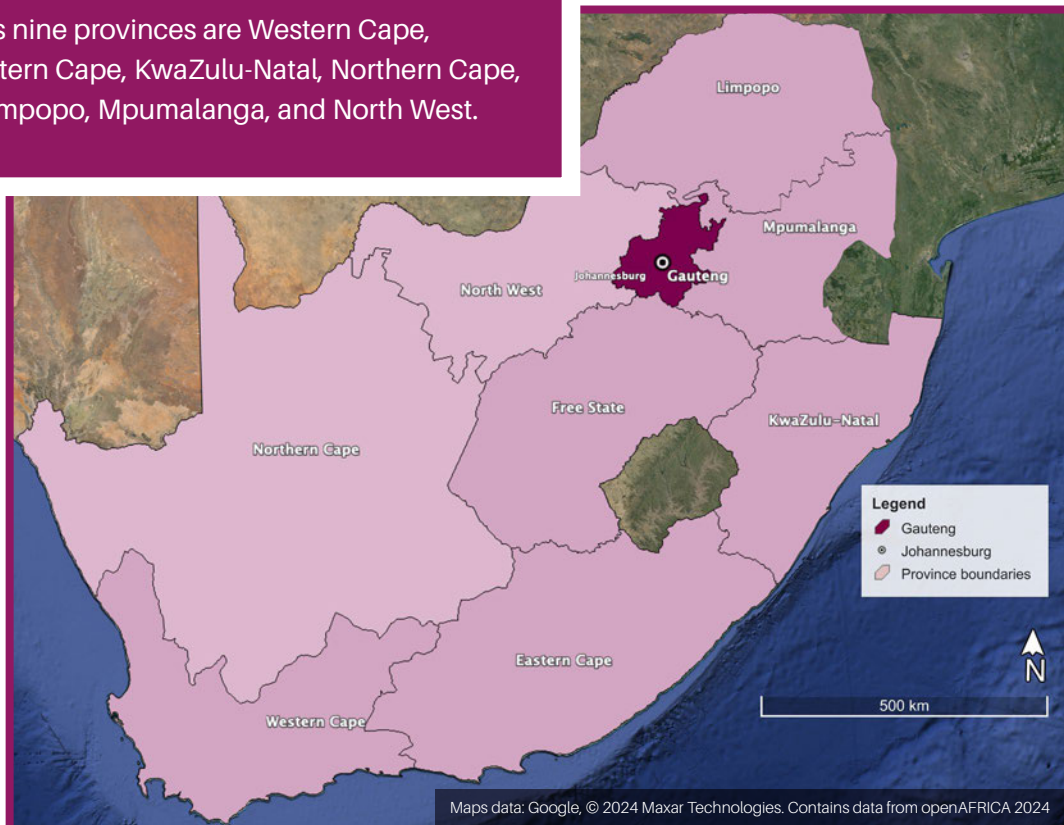 s nine provinces are Western Cape,
tern Cape, KwaZulu-Natal, Northern Cape,
mpopo, Mpumalanga, and North West.
Limpopo
Mpumalanga
Johannesburg
Gauteng
North West
Free State
KwaZulu-Natal
Northern Cape
Legend
Gauteng
Johannesburg
Province boundaries
Eastern Cape
N
500 km
Western Cape
Maps data: Google, © 2024 Maxar Technologies. Contains data from openAFRICA 2024